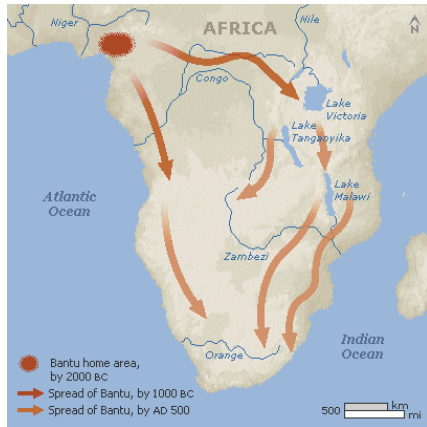 Niger
AFRICA
Nile
N
Congo
Lake
Victoria
Lake
Tanganyika
Lake
Malawi
Atlantic
Ocean
Zambezi
Indian
Ocean
Orange
Bantu home area,
by 2000 BC
Spread of Bantu, by 1000 BC
Spread of Bantu, by AD 500
500 km
mi